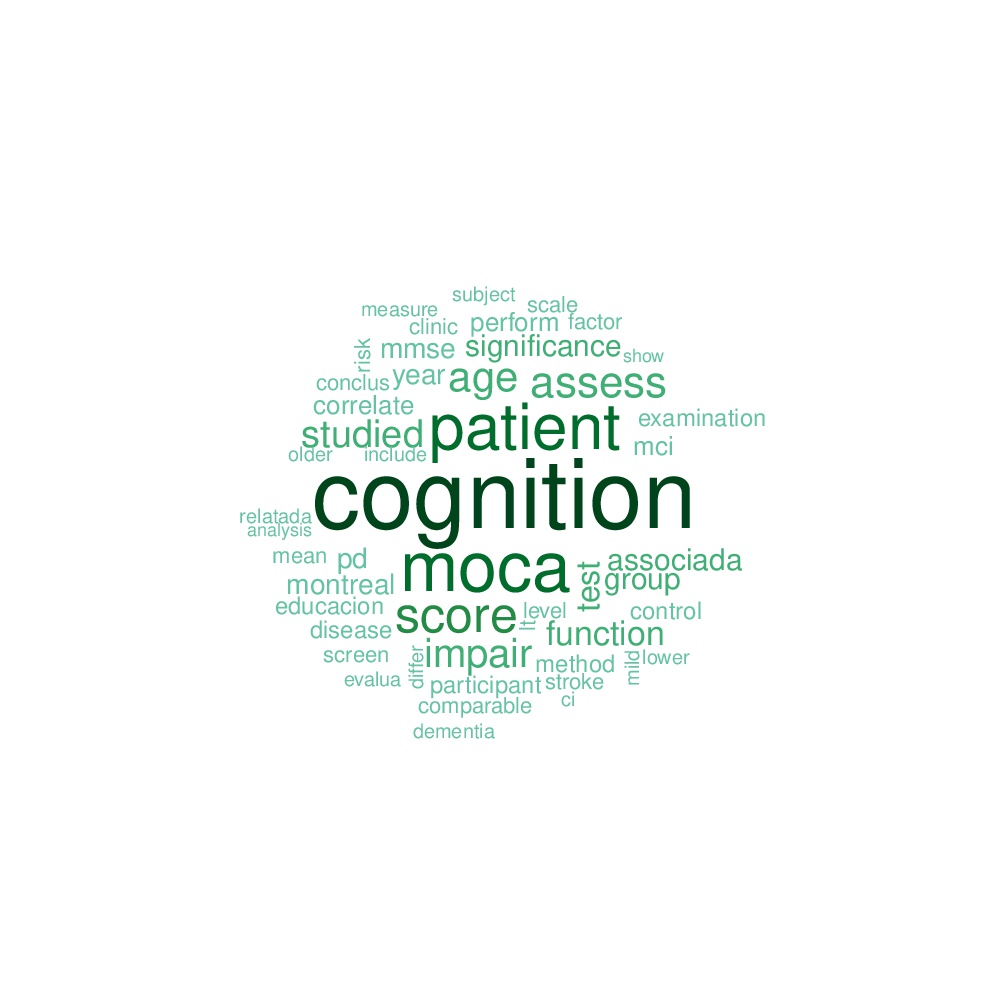 subject
measure
scale
clinic
perform
factor
risk
mmse
significance
show
conclus
year
age
assess
correlate
studied
patient
examination
older
include
mci
cognition
relatada
analysis
mean
pd
moca
test
associada
montreal
group
educacion
score
level
control
disease
lt
function
screen
differ
impair
method
mild
lower
evalua
participant
stroke
comparable
ci
dementia